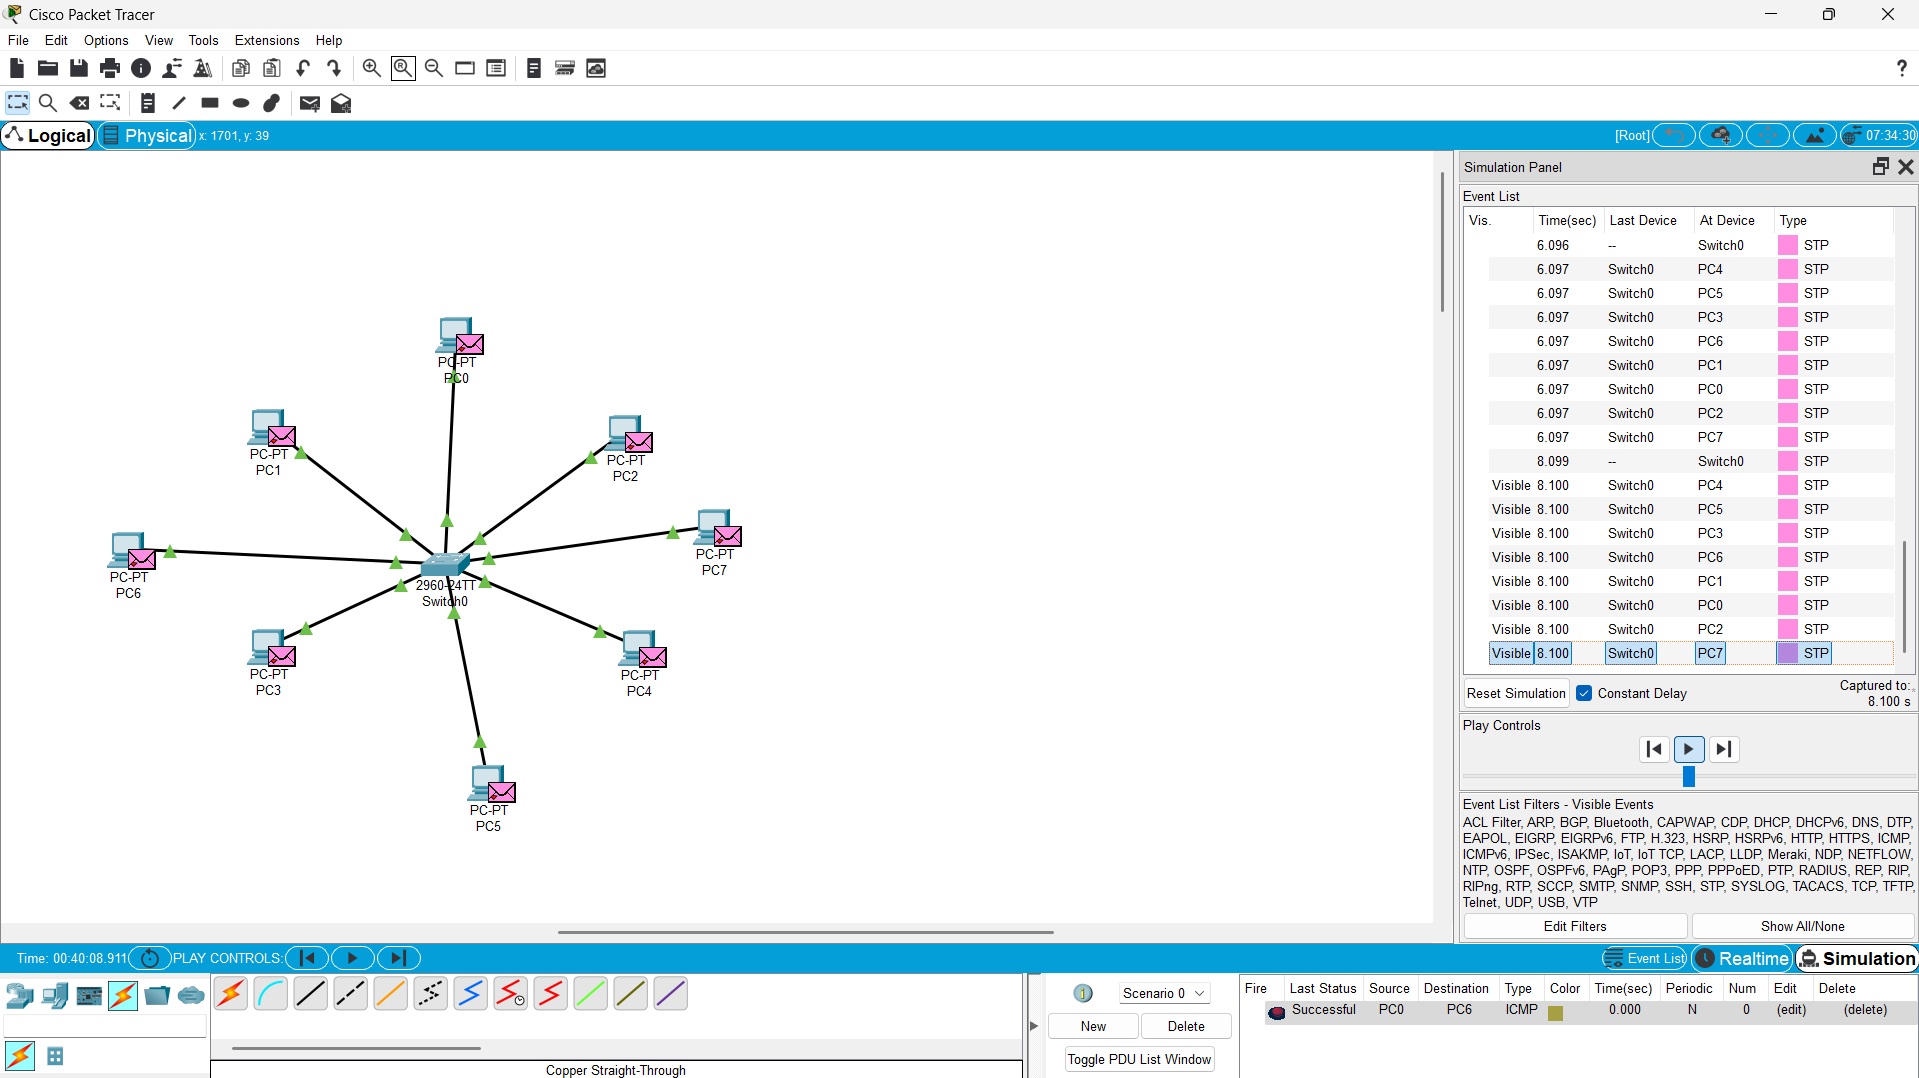 Cisco Packet Tracer
File Edit Options View Tools Extensions Help
Logical Physical x: 1701, y: 39 [Root] 07:34:30
PC-PT
PC0
PC-PT
PC1
PC-PT
PC2
PC-PT
PC7
PC-PT
PC6
2960-24TT
Switch0
PC-PT
PC3
PC-PT
PC4
PC-PT
PC5
Simulation Panel
Event List
Vis. Time(sec) Last Device At Device Type
6.096 -- Switch0 STP
6.097 Switch0 PC4 STP
6.097 Switch0 PC5 STP
6.097 Switch0 PC3 STP
6.097 Switch0 PC6 STP
6.097 Switch0 PC1 STP
6.097 Switch0 PC0 STP
6.097 Switch0 PC2 STP
6.097 Switch0 PC7 STP
8.099 -- Switch0 STP
Visible 8.100 Switch0 PC4 STP
Visible 8.100 Switch0 PC5 STP
Visible 8.100 Switch0 PC3 STP
Visible 8.100 Switch0 PC6 STP
Visible 8.100 Switch0 PC1 STP
Visible 8.100 Switch0 PC0 STP
Visible 8.100 Switch0 PC2 STP
Visible 8.100 Switch0 PC7 STP
Reset Simulation Constant Delay Captured to:
8.100 s
Play Controls
Event List Filters - Visible Events
ACL Filter, ARP, BGP, Bluetooth, CAPWAP, CDP, DHCP, DHCPv6, DNS, DTP,
EAPOL, EIGRP, EIGRPv6, FTP, H.323, HSRP, HSRPv6, HTTP, HTTPS, ICMP,
ICMPv6, IPSec, ISAKMP, IoT, IoT TCP, LACP, LLDP, Meraki, NDP, NETFLOW,
NTP, OSPF, OSPFv6, PAgP, POP3, PPP, PPPoED, PTP, RADIUS, REP, RIP,
RIPng, RTP, SCCP, SMTP, SNMP, SSH, STP, SYSLOG, TACACS, TCP, TFTP,
Telnet, UDP, USB, VTP
Edit Filters Show All/None
Time: 00:40:08.911 PLAY CONTROLS: Event List Realtime Simulation
Scenario 0
New Delete
Toggle PDU List Window
Fire Last Status Source Destination Type Color Time(sec) Periodic Num Edit Delete
Successful PC0 PC6 ICMP 0.000 N 0 (edit) (delete)
Copper Straight-Through